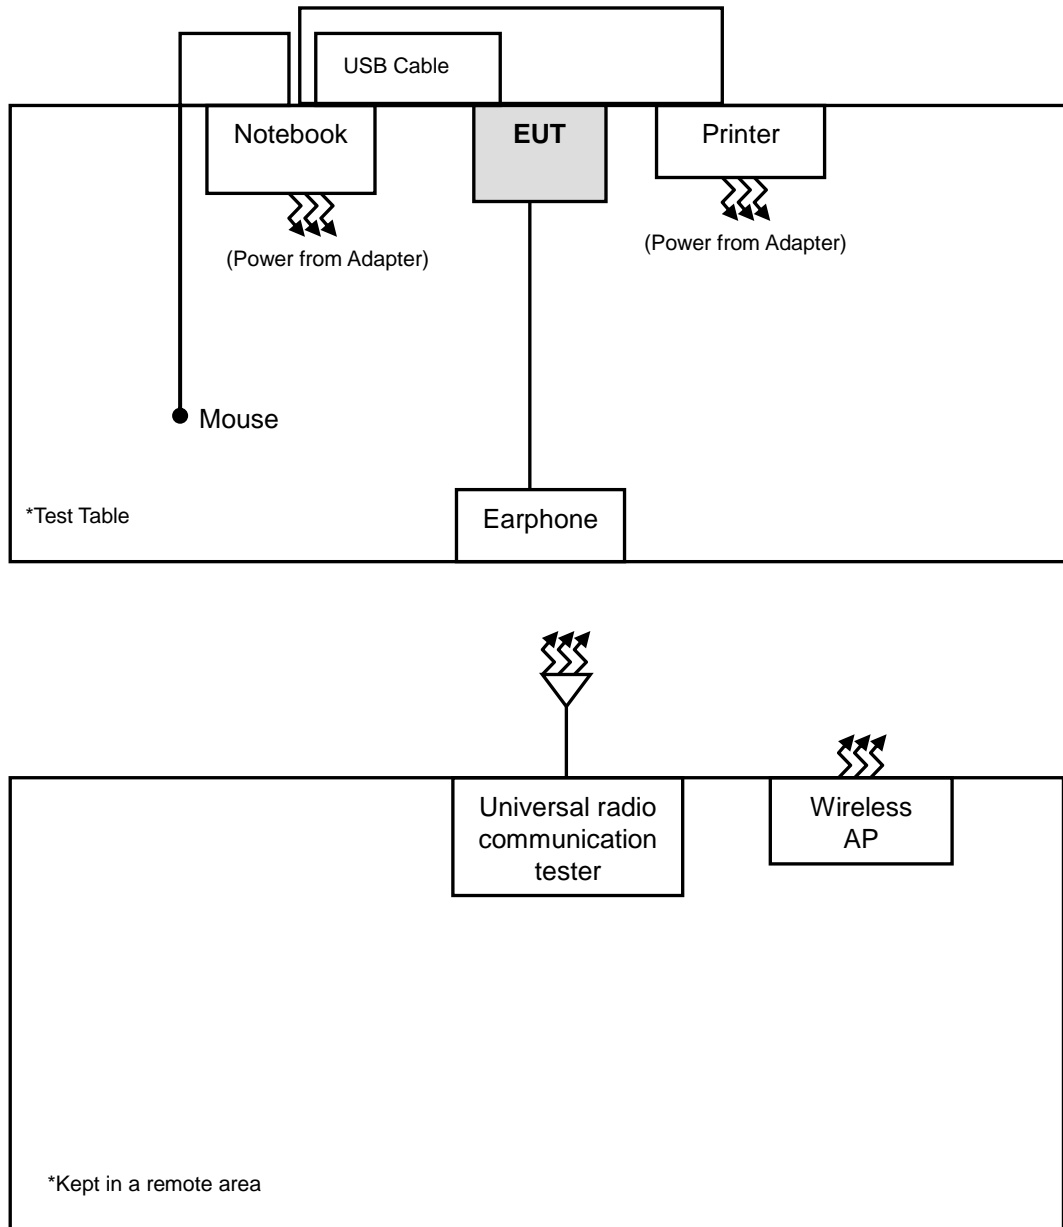 USB Cable
Notebook
EUT
Printer
(Power from Adapter)
(Power from Adapter)
Mouse
*Test Table
Earphone
Universal radio
communication
tester
Wireless
AP
*Kept in a remote area